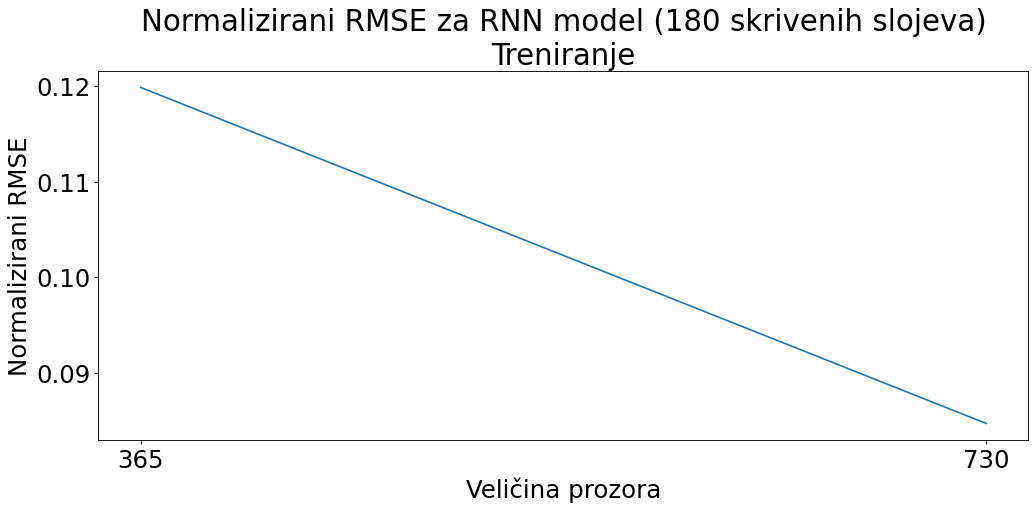 Normalizirani RMSE za RNN model (180 skrivenih slojeva)
Treniranje
0.12
0.11
0.10
0.09
Normalizirani RMSE
365
730
Veličina prozora